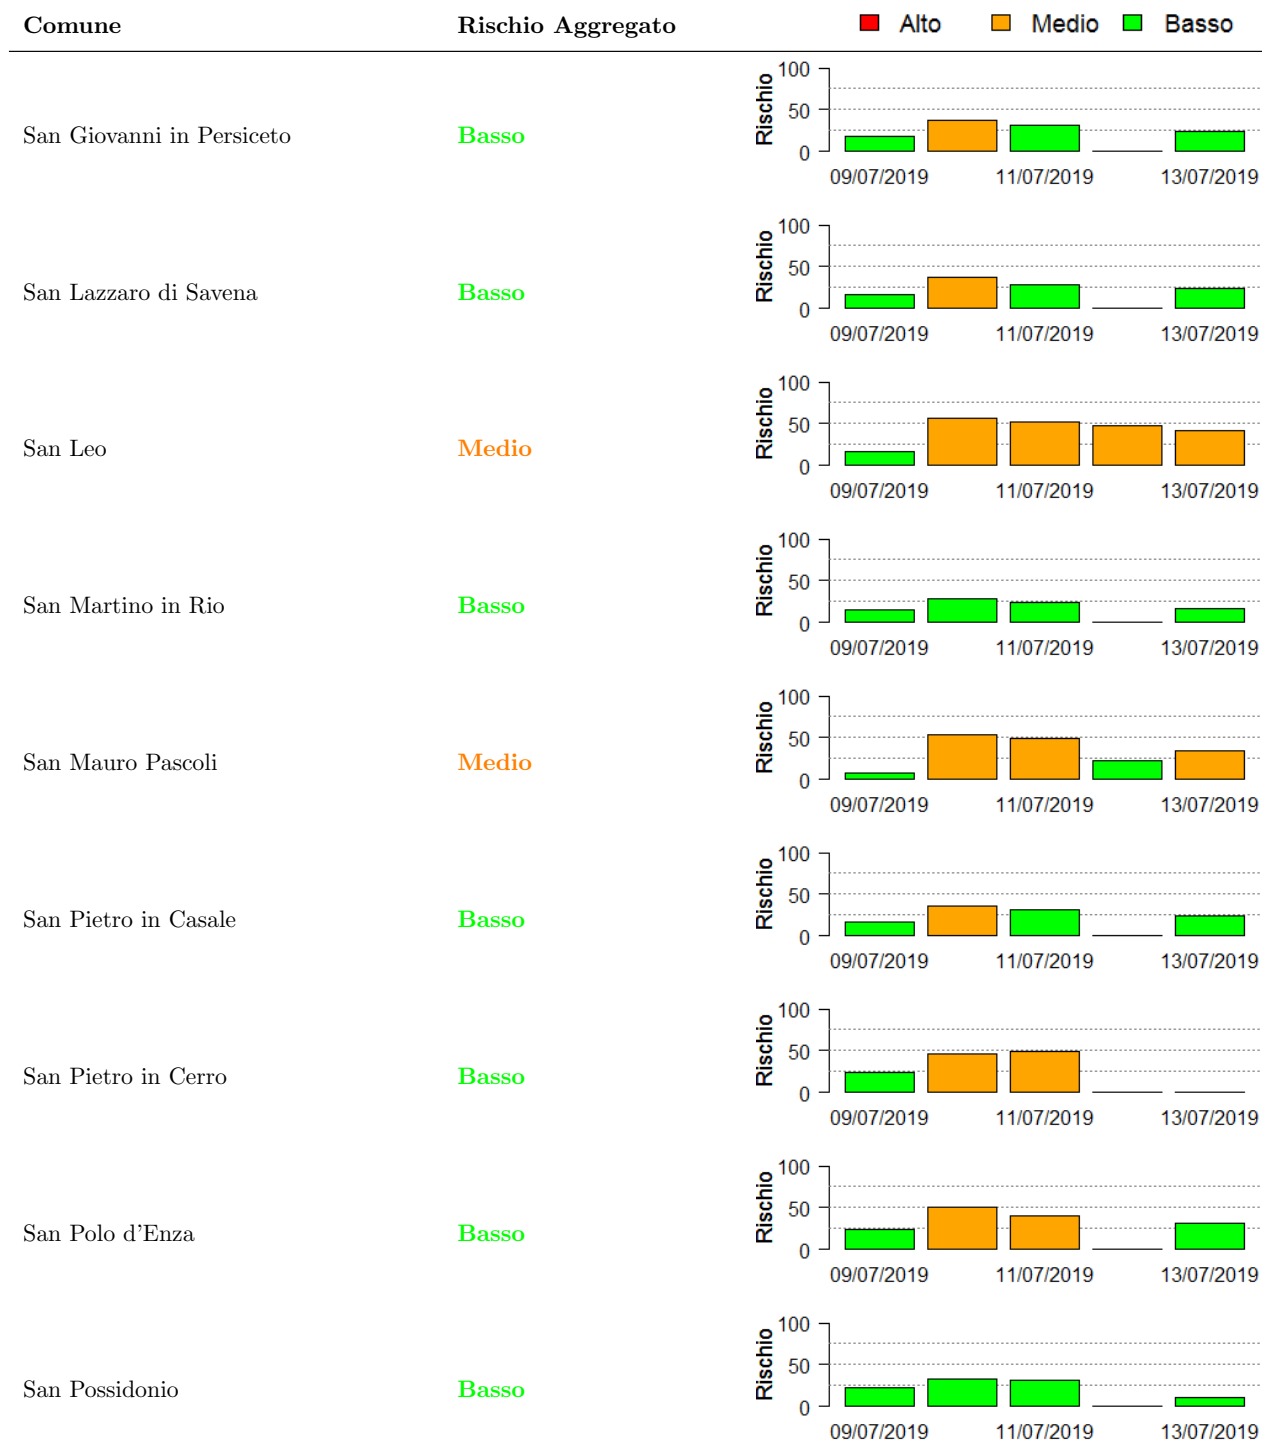 Comune Rischio Aggregato Alto Medio Basso
San Giovanni in Persiceto Basso Rischio 100 50 0
09/07/2019 11/07/2019 13/07/2019
San Lazzaro di Savena Basso Rischio 100 50 0
09/07/2019 11/07/2019 13/07/2019
San Leo Medio Rischio 100 50 0
09/07/2019 11/07/2019 13/07/2019
San Martino in Rio Basso Rischio 100 50 0
09/07/2019 11/07/2019 13/07/2019
San Mauro Pascoli Medio Rischio 100 50 0
09/07/2019 11/07/2019 13/07/2019
San Pietro in Casale Basso Rischio 100 50 0
09/07/2019 11/07/2019 13/07/2019
San Pietro in Cerro Basso Rischio 100 50 0
09/07/2019 11/07/2019 13/07/2019
San Polo d'Enza Basso Rischio 100 50 0
09/07/2019 11/07/2019 13/07/2019
San Possidonio Basso Rischio 100 50 0
09/07/2019 11/07/2019 13/07/2019